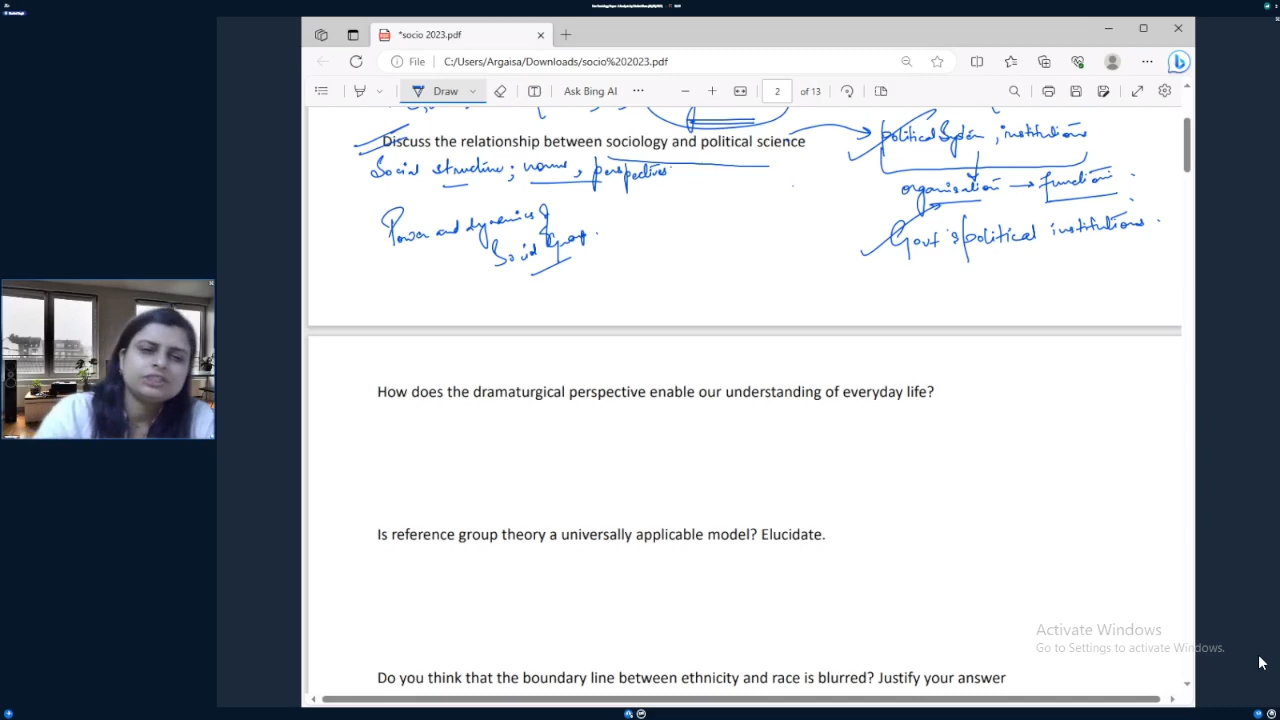 *socio 2023.pdf
File C:/Users/Argaisa/Downloads/socio%202023.pdf
Draw Ask Bing AI 2 of 13
Discuss the relationship between sociology and political science
political System, institutions
Social structure; norms, perspectives
organisation → functions
Power and dynamics of
Social Group.
Govt & political institutions.
How does the dramaturgical perspective enable our understanding of everyday life?
Is reference group theory a universally applicable model? Elucidate.
Activate Windows
Go to Settings to activate Windows.
Do you think that the boundary line between ethnicity and race is blurred? Justify your answer